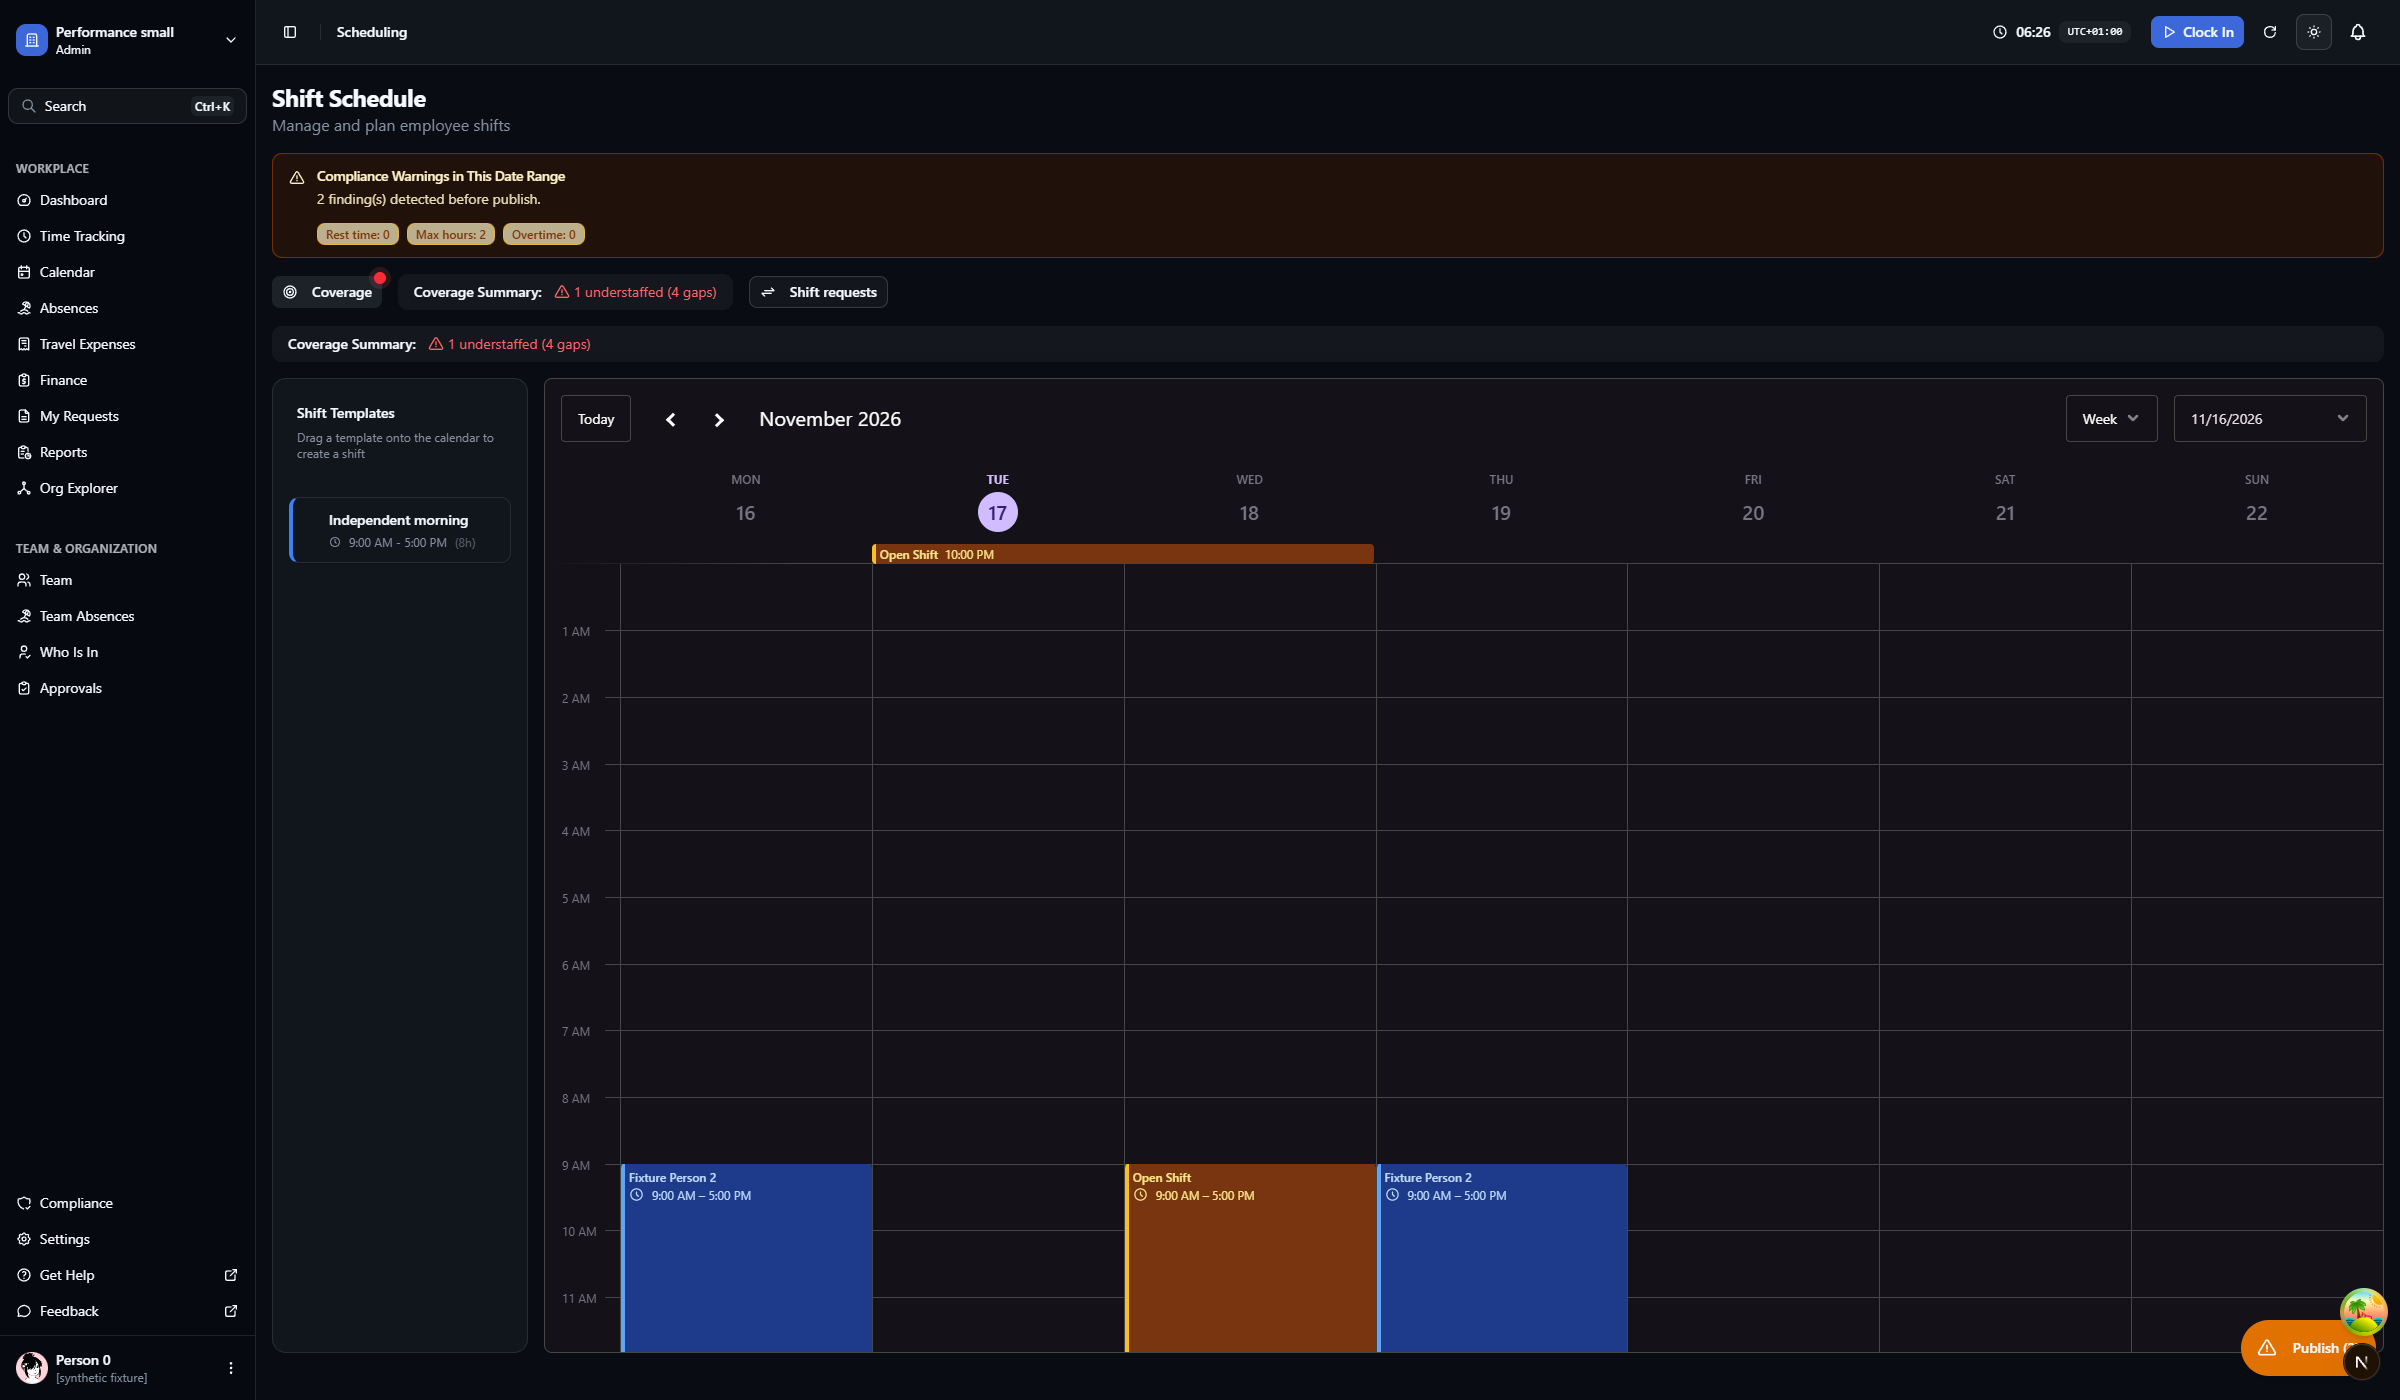 Performance small
Admin
Search
Ctrl+K
WORKPLACE
Dashboard
Time Tracking
Calendar
Absences
Travel Expenses
Finance
My Requests
Reports
Org Explorer
TEAM & ORGANIZATION
Team
Team Absences
Who Is In
Approvals
Compliance
Settings
Get Help
Feedback
Person 0
[synthetic fixture]
Scheduling
06:26
UTC+01:00
Clock In
Shift Schedule
Manage and plan employee shifts
Compliance Warnings in This Date Range
2 finding(s) detected before publish.
Rest time: 0
Max hours: 2
Overtime: 0
Coverage
Coverage Summary:
1 understaffed (4 gaps)
Shift requests
Coverage Summary:
1 understaffed (4 gaps)
Shift Templates
Drag a template onto the calendar to
create a shift
Independent morning
9:00 AM - 5:00 PM (8h)
Today
November 2026
Week
11/16/2026
MON
16
TUE
17
WED
18
THU
19
FRI
20
SAT
21
SUN
22
Open Shift 10:00 PM
1 AM
2 AM
3 AM
4 AM
5 AM
6 AM
7 AM
8 AM
9 AM
10 AM
11 AM
Fixture Person 2
9:00 AM – 5:00 PM
Open Shift
9:00 AM – 5:00 PM
Fixture Person 2
9:00 AM – 5:00 PM
Publish
N